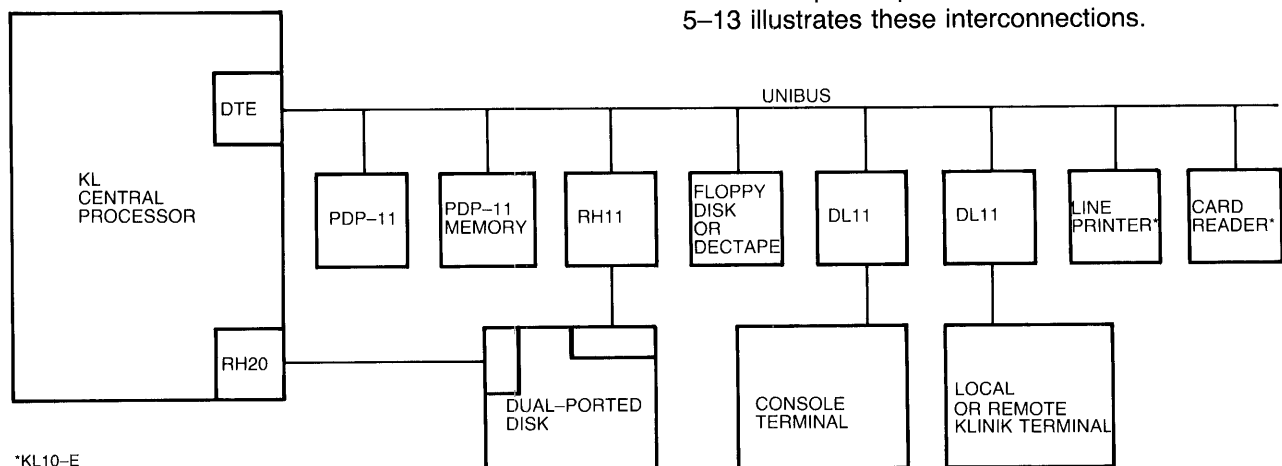 5–13 illustrates these interconnections.
UNIBUS
DTE
KL
CENTRAL
PROCESSOR
PDP–11
PDP–11
MEMORY
RH11
FLOPPY
DISK
OR
DECTAPE
DL11
DL11
LINE
PRINTER*
CARD
READER*
RH20
DUAL–PORTED
DISK
CONSOLE
TERMINAL
LOCAL
OR REMOTE
KLINIK TERMINAL
*KL10–E